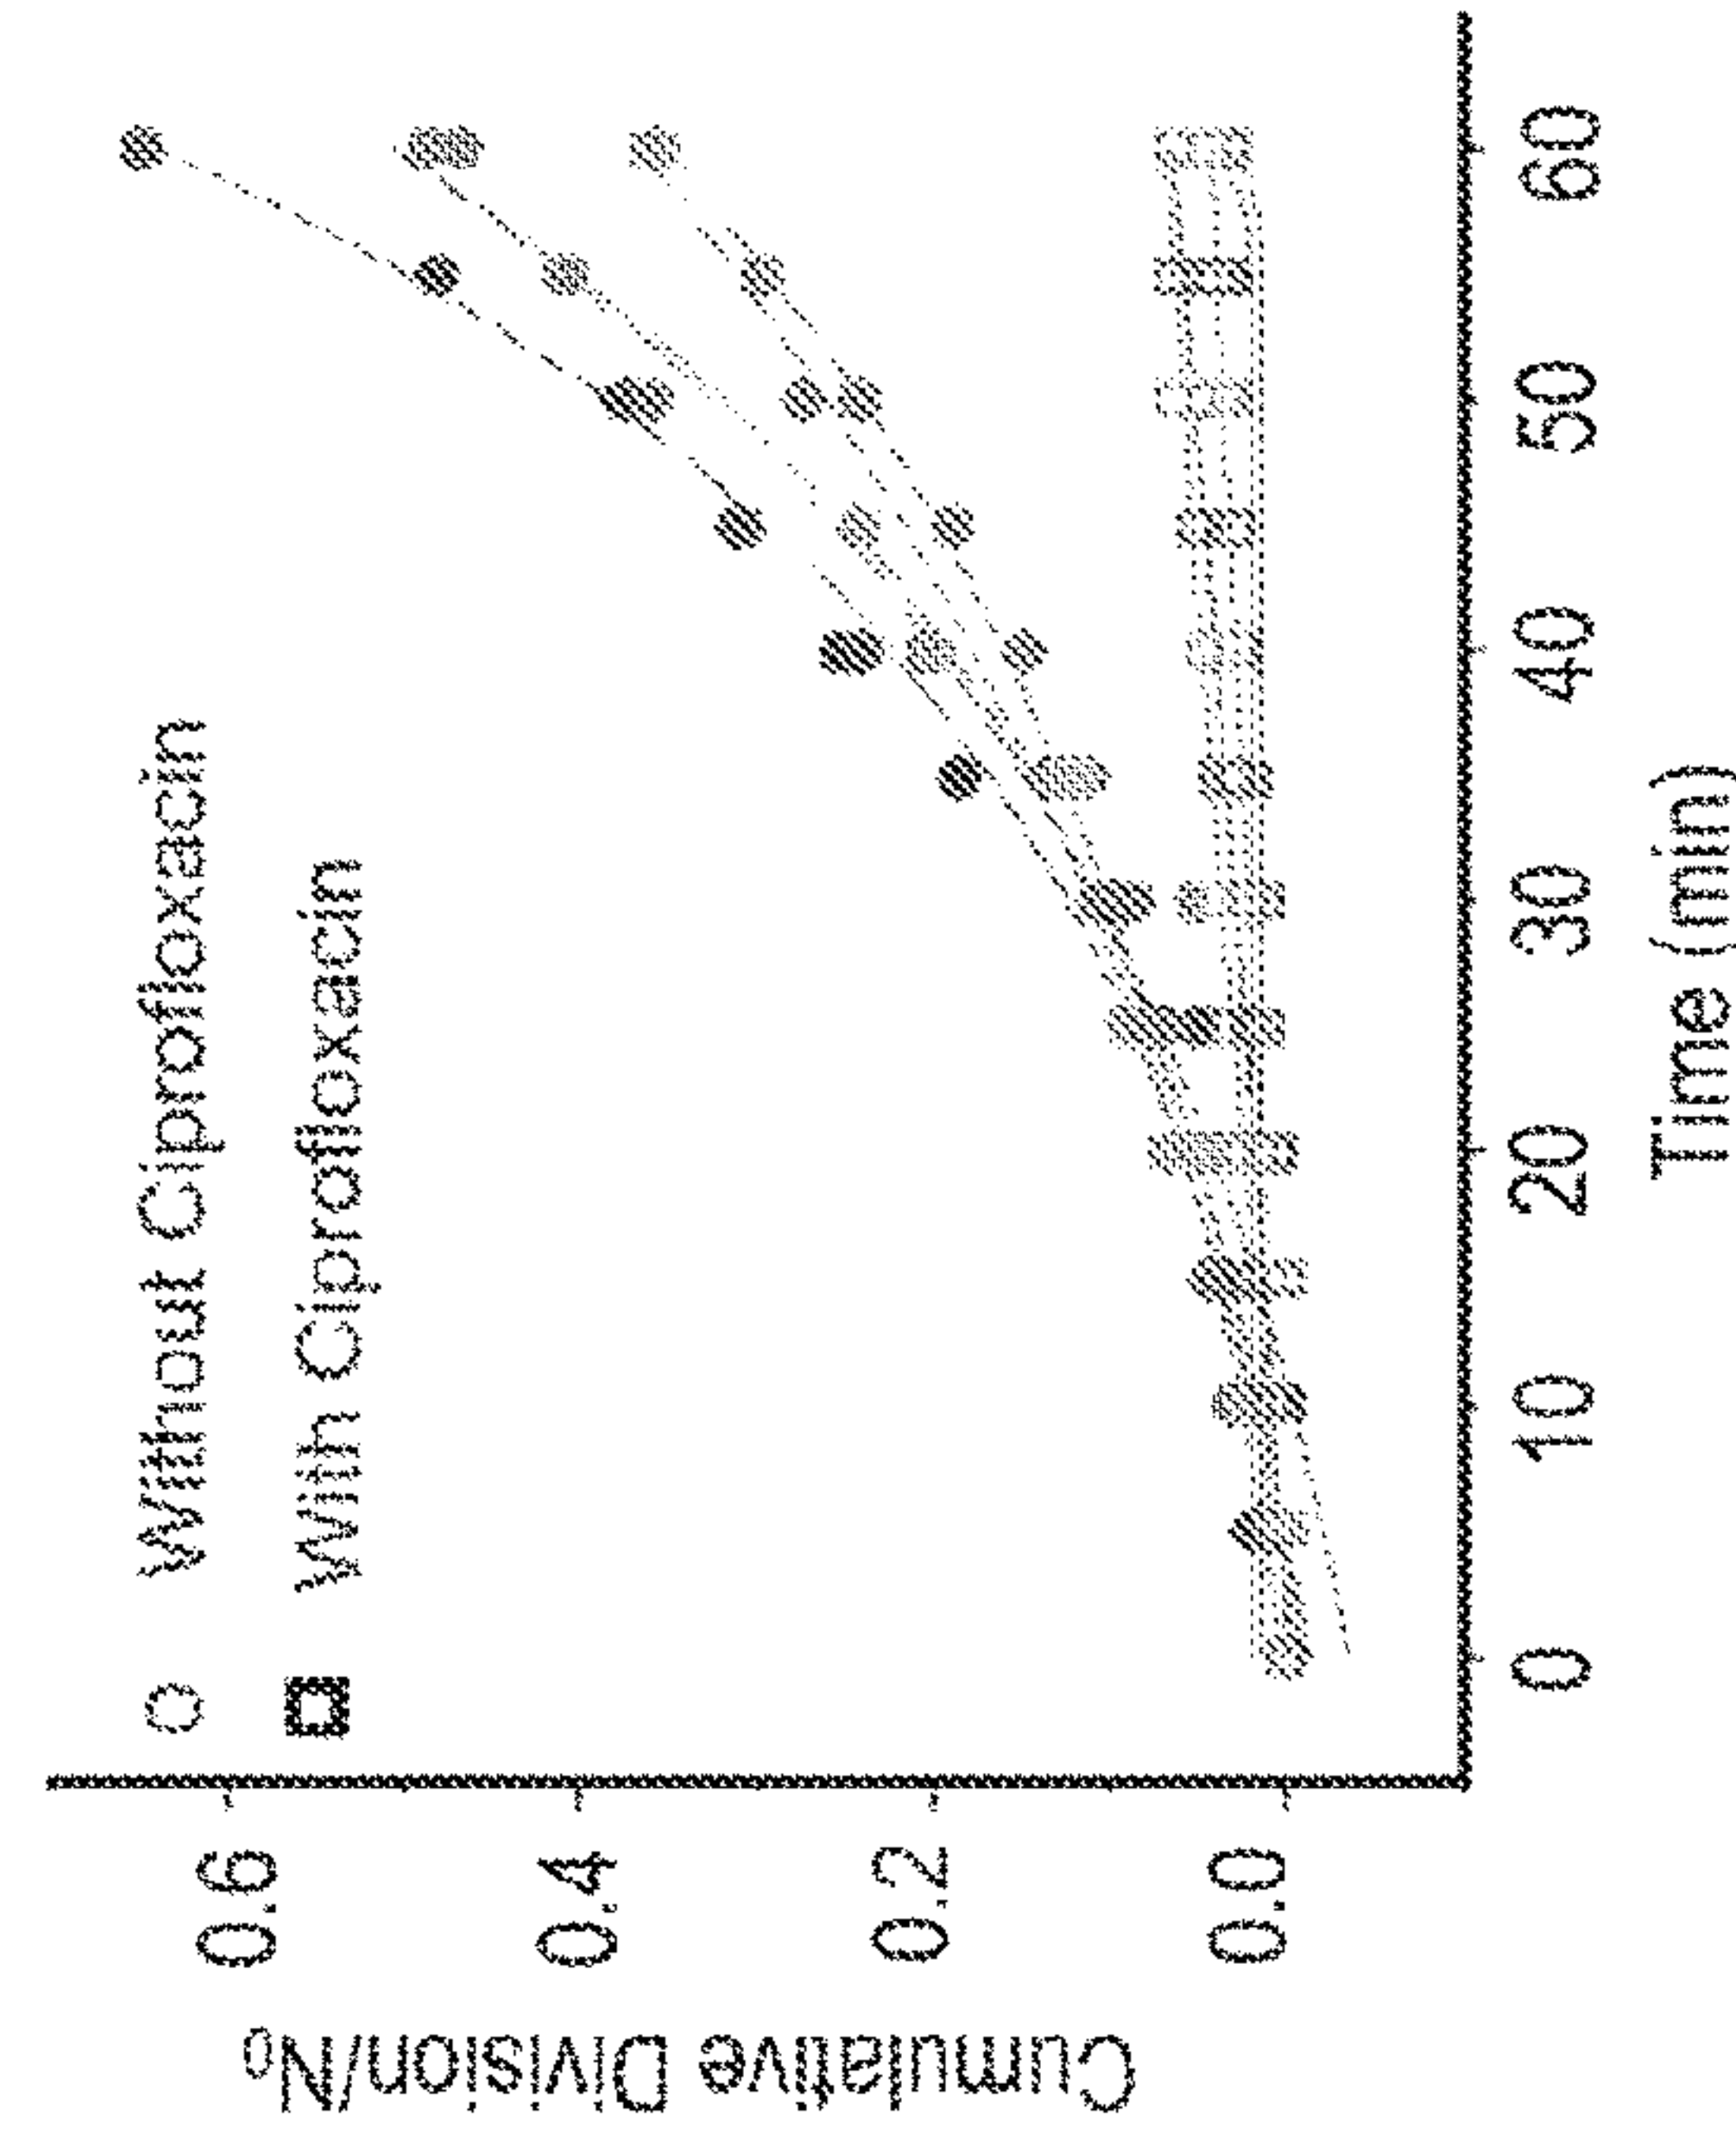 Without Ciprofloxacin
With Ciprofloxacin
Cumulative Division/N₀
0.6
0.4
0.2
0.0
0 10 20 30 40 50 60
Time (min)